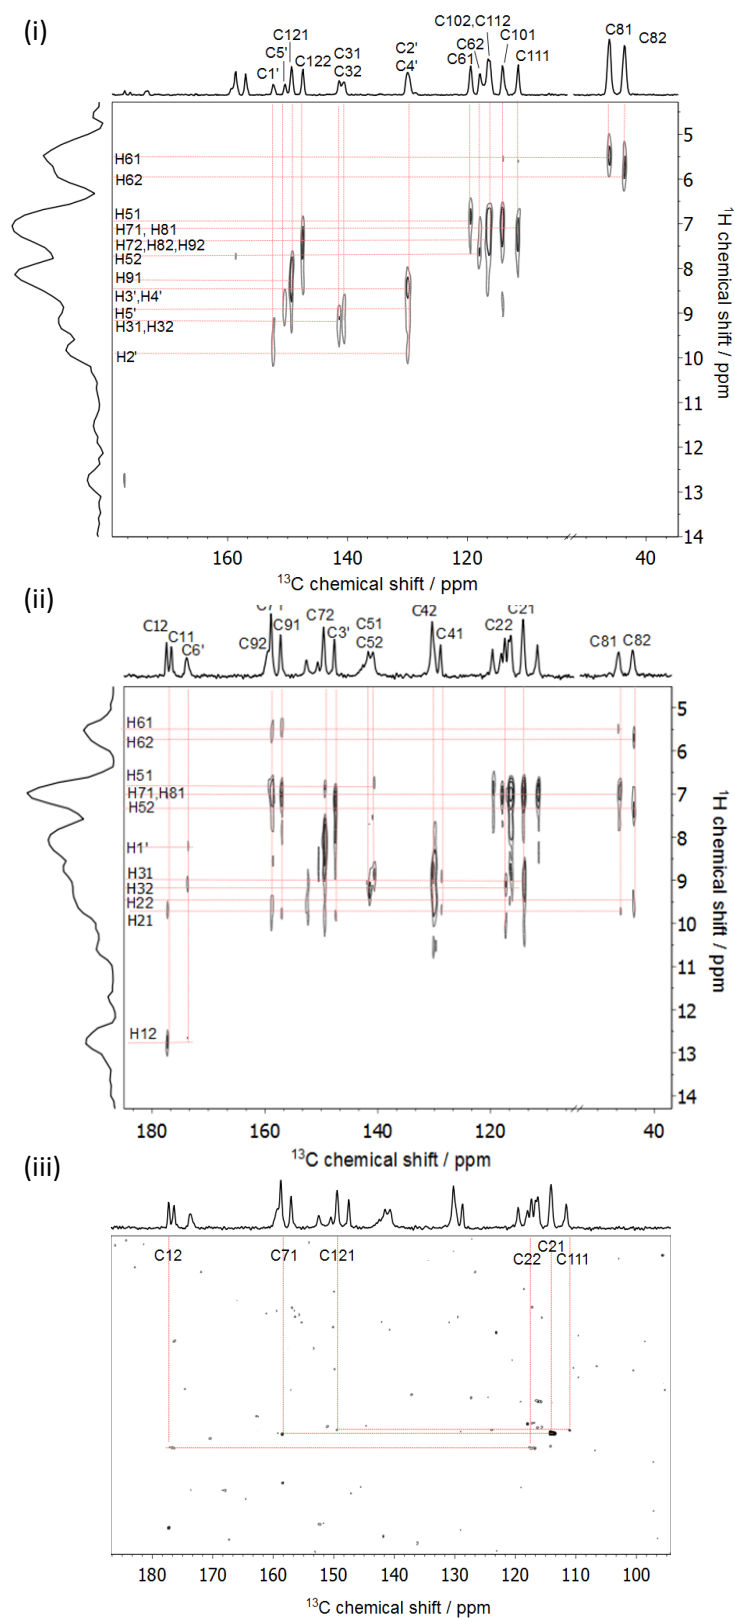 (i)
C102,C112
C81
C121
C5'
C31
C2'
C62
C101
C82
C1'
C122
C32
C4'
C61
C111
5
H61
H62
6
H51
7
H71, H81
H72,H82,H92
H52
8
H91
H3',H4'
H5'
9
H31,H32
H2'
10
11
12
13
14
¹H chemical shift / ppm
160
140
120
40
¹³C chemical shift / ppm
(ii)
C71
C42
C21
C12
C72
C51
C22
C11
C91
C3'
C41
C92
C52
C81
C82
C6'
5
H61
6
H62
H51
7
H71,H81
H52
8
H1'
H31
9
H32
H22
10
H21
11
12
H12
13
14
¹H chemical shift / ppm
180
160
140
120
40
¹³C chemical shift / ppm
(iii)
C12
C71
C121
C21
C22
C111
180
170
160
150
140
130
120
110
100
¹³C chemical shift / ppm